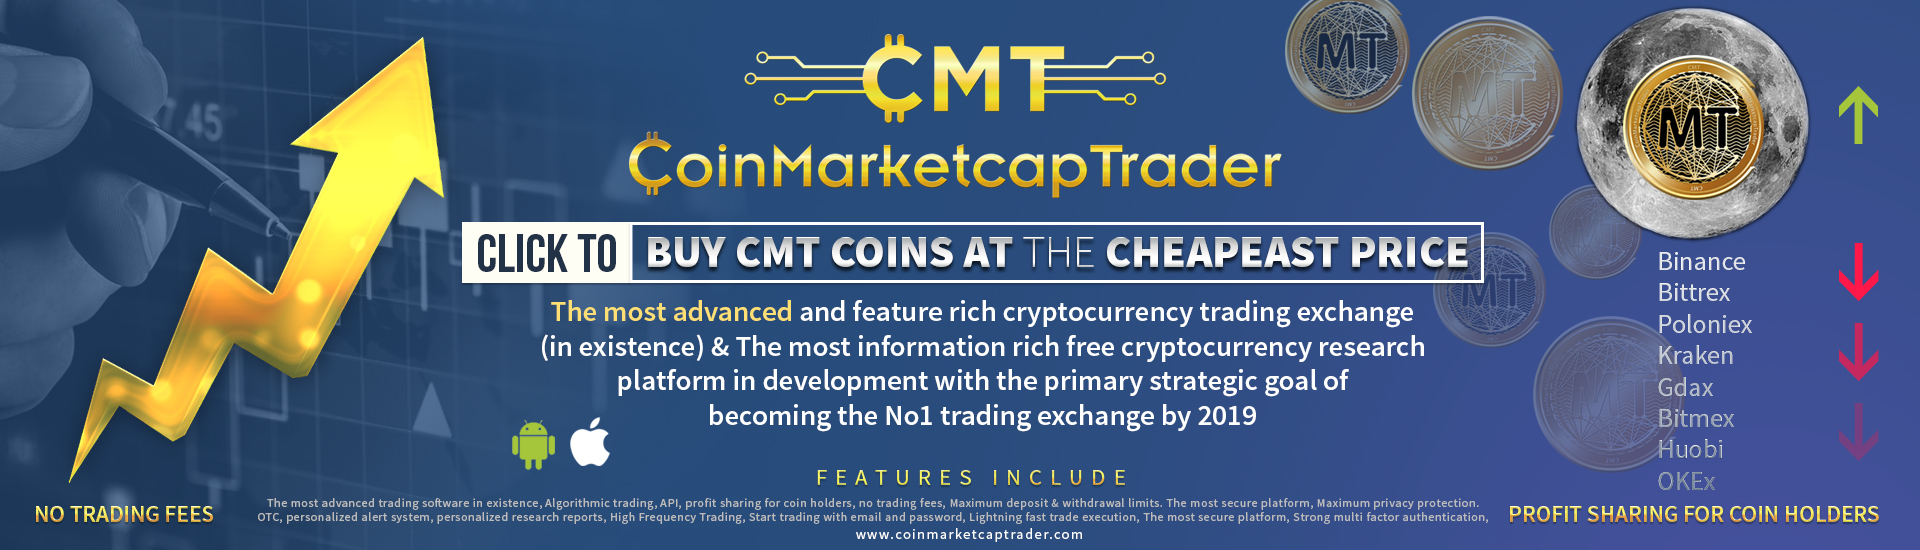 CMT
CoinMarketcapTrader
CLICK TO BUY CMT COINS AT THE CHEAPEAST PRICE
The most advanced and feature rich cryptocurrency trading exchange
(in existence) & The most information rich free cryptocurrency research
platform in development with the primary strategic goal of
becoming the No1 trading exchange by 2019
FEATURES INCLUDE
The most advanced trading software in existence, Algorithmic trading, API, profit sharing for coin holders, no trading fees, Maximum deposit & withdrawal limits. The most secure platform, Maximum privacy protection.
OTC, personalized alert system, personalized research reports, High Frequency Trading, Start trading with email and password, Lightning fast trade execution, The most secure platform, Strong multi factor authentication,
www.coinmarketcaptrader.com
NO TRADING FEES
7.45
MT
MT
MT
MT
MT
Binance
Bittrex
Poloniex
Kraken
Gdax
Bitmex
Huobi
OKEx
PROFIT SHARING FOR COIN HOLDERS